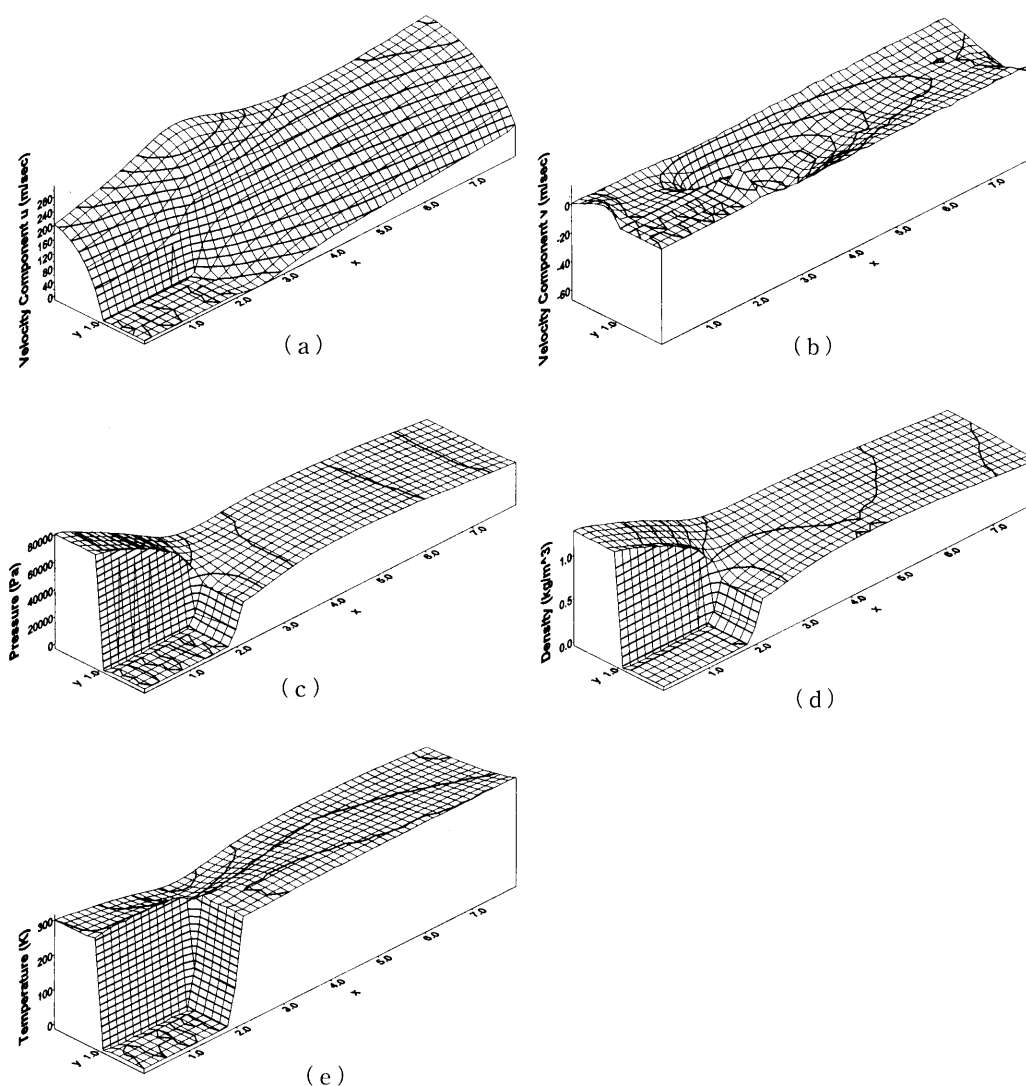 Velocity Component u (m/sec)
280
240
200
160
120
80
40
0
y 1.0
1.0
2.0
3.0
4.0
5.0
6.0
7.0
x
(a)
Velocity Component v (m/sec)
0
-20
-40
-60
y 1.0
1.0
2.0
3.0
4.0
5.0
6.0
7.0
x
(b)
Pressure (Pa)
80000
60000
40000
20000
0
y 1.0
1.0
2.0
3.0
4.0
5.0
6.0
7.0
x
(c)
Density (kg/m^3)
1.0
0.5
0.0
y 1.0
1.0
2.0
3.0
4.0
5.0
6.0
7.0
x
(d)
Temperature (K)
300
200
100
0
y 1.0
1.0
2.0
3.0
4.0
5.0
6.0
7.0
x
(e)